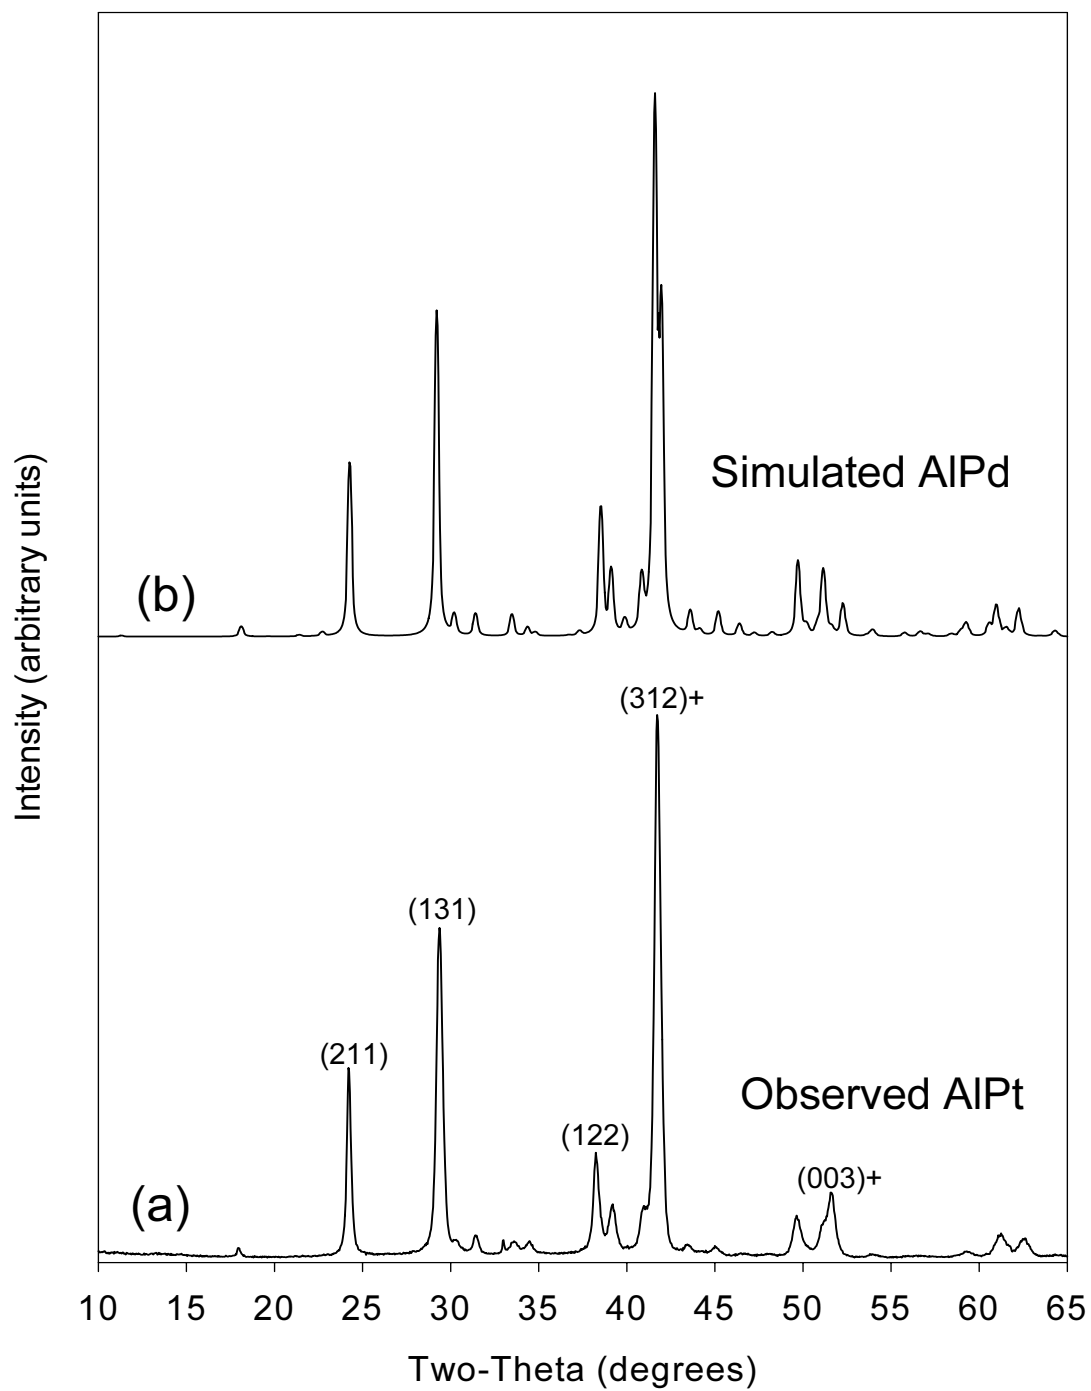 Intensity (arbitrary units)
Simulated AlPd
(b)
(312)+
(131)
(211)
Observed AlPt
(122)
(003)+
(a)
10 15 20 25 30 35 40 45 50 55 60 65
Two-Theta (degrees)